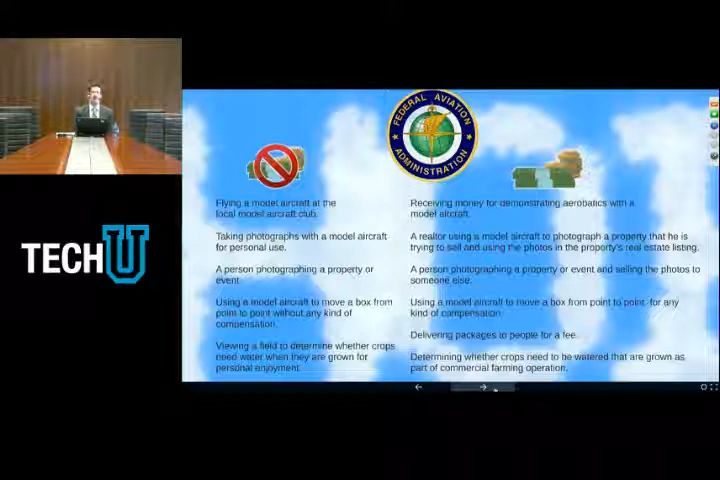 FEDERAL AVIATION
ADMINISTRATION
TECH U
Flying a model aircraft at the
local model aircraft club.
Taking photographs with a model aircraft
for personal use.
A person photographing a property or
event.
Using a model aircraft to move a box from
point to point without any kind of
compensation.
Viewing a field to determine whether crops
need water when they are grown for
personal enjoyment.
Receiving money for demonstrating aerobatics with a
model aircraft.
A realtor using a model aircraft to photograph a property that he is
trying to sell and using the photos in the property's real estate listing.
A person photographing a property or event and selling the photos to
someone else.
Using a model aircraft to move a box from point to point for any
kind of compensation.
Delivering packages to people for a fee.
Determining whether crops need to be watered that are grown as
part of commercial farming operation.